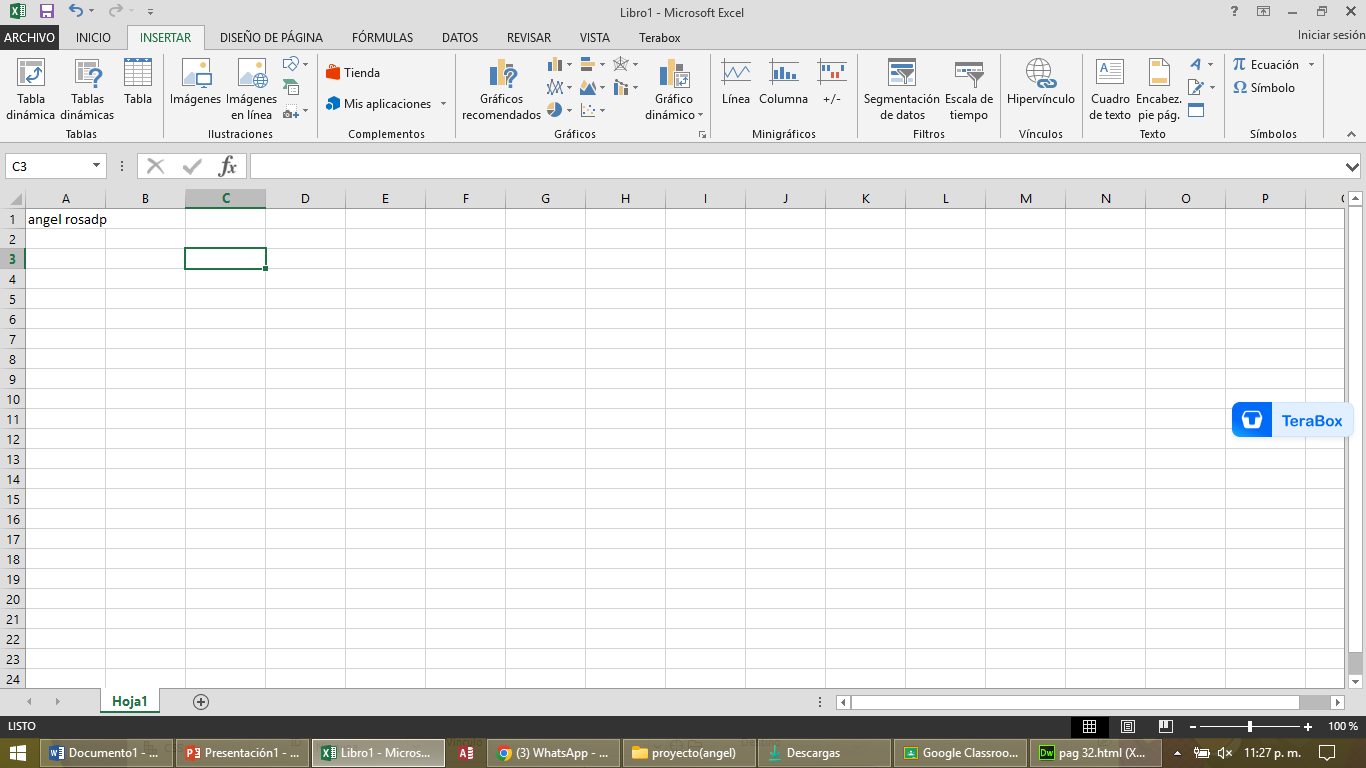 Libro1 - Microsoft Excel
?
ARCHIVO INICIO INSERTAR DISEÑO DE PÁGINA FÓRMULAS DATOS REVISAR VISTA Terabox Iniciar sesión
Tabla dinámica
Tablas dinámicas
Tabla
Tablas
Imágenes
Imágenes en línea
Ilustraciones
Tienda
Mis aplicaciones
Complementos
Gráficos recomendados
Gráfico dinámico
Gráficos
Línea
Columna
+/-
Minigráficos
Segmentación de datos
Escala de tiempo
Filtros
Hipervínculo
Vínculos
Cuadro de texto
Encabez. pie pág.
Texto
π Ecuación
Ω Símbolo
Símbolos
C3 fx
A B C D E F G H I J K L M N O P
1 angel rosadp
2
3
4
5
6
7
8
9
10
11
12
13
14
15
16
17
18
19
20
21
22
23
24
TeraBox
Hoja1
LISTO 100 %
Documento1 - ... Presentación1 - ... Libro1 - Micros... (3) WhatsApp - ... proyecto(angel) Descargas Google Classroo... pag 32.html (X... 11:27 p. m.